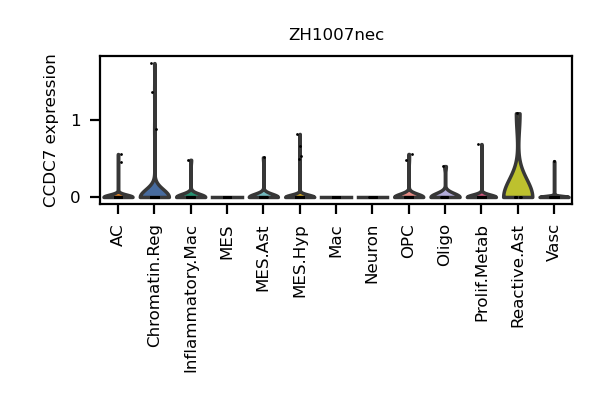 ZH1007nec
CCDC7 expression
1
0
AC
Chromatin.Reg
Inflammatory.Mac
MES
MES.Ast
MES.Hyp
Mac
Neuron
OPC
Oligo
Prolif.Metab
Reactive.Ast
Vasc